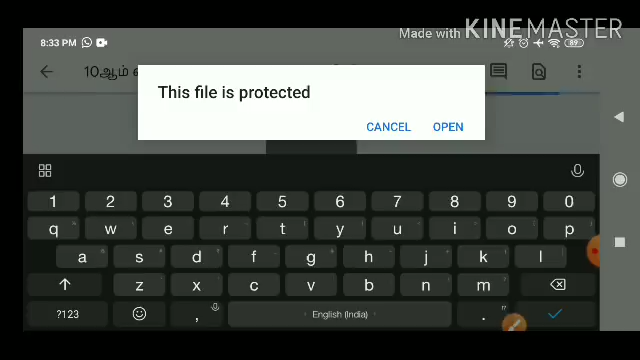 Made with KINEMASTER
8:33 PM
89
10ஆம்
This file is protected
CANCEL OPEN
1 2 3 4 5 6 7 8 9 0
q w e r t y u i o p
a s d f g h j k l
z x c v b n m
?123 , English (India) .